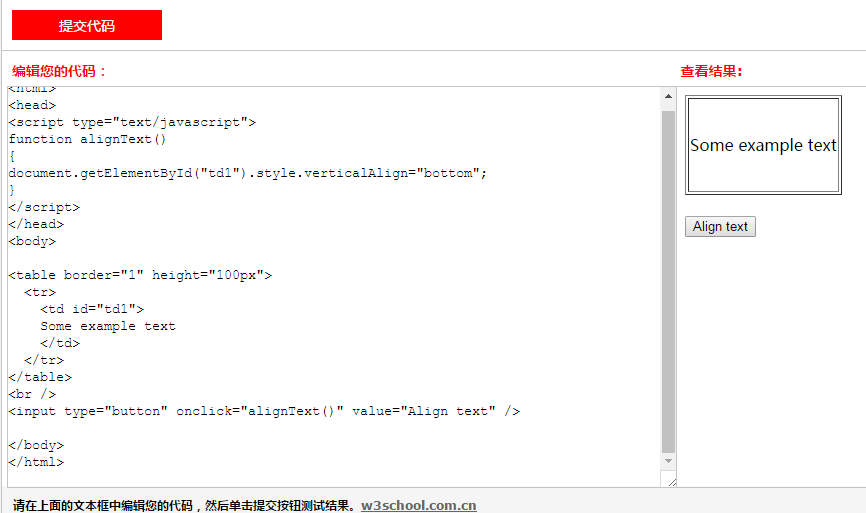 提交代码
编辑您的代码：
查看结果:
<html>
<head>
<script type="text/javascript">
function alignText()
{
document.getElementById("td1").style.verticalAlign="bottom";
}
</script>
</head>
<body>
<table border="1" height="100px">
<tr>
<td id="td1">
Some example text
</td>
</tr>
</table>
<br />
<input type="button" onclick="alignText()" value="Align text" />
</body>
</html>
Some example text
Align text
请在上面的文本框中编辑您的代码，然后单击提交按钮测试结果。w3school.com.cn